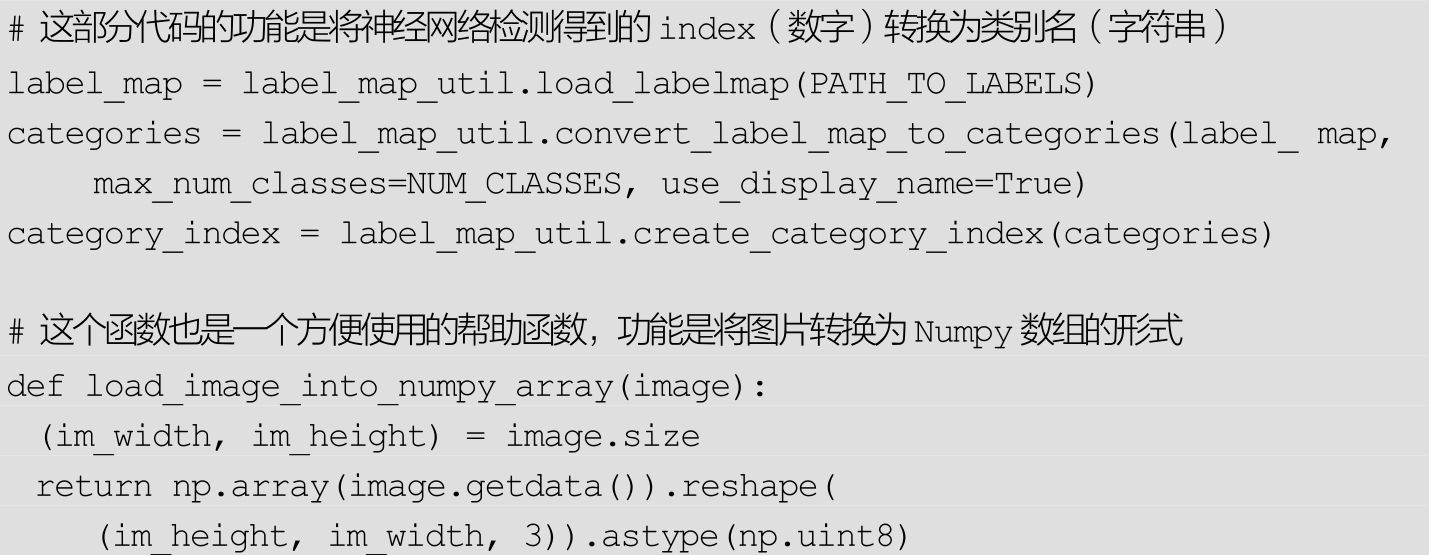 # 这部分代码的功能是将神经网络检测得到的 index（数字）转换为类别名（字符串）
label_map = label_map_util.load_labelmap(PATH_TO_LABELS)
categories = label_map_util.convert_label_map_to_categories(label_ map,
    max_num_classes=NUM_CLASSES, use_display_name=True)
category_index = label_map_util.create_category_index(categories)
# 这个函数也是一个方便使用的帮助函数，功能是将图片转换为 Numpy 数组的形式
def load_image_into_numpy_array(image):
  (im_width, im_height) = image.size
  return np.array(image.getdata()).reshape(
    (im_height, im_width, 3)).astype(np.uint8)